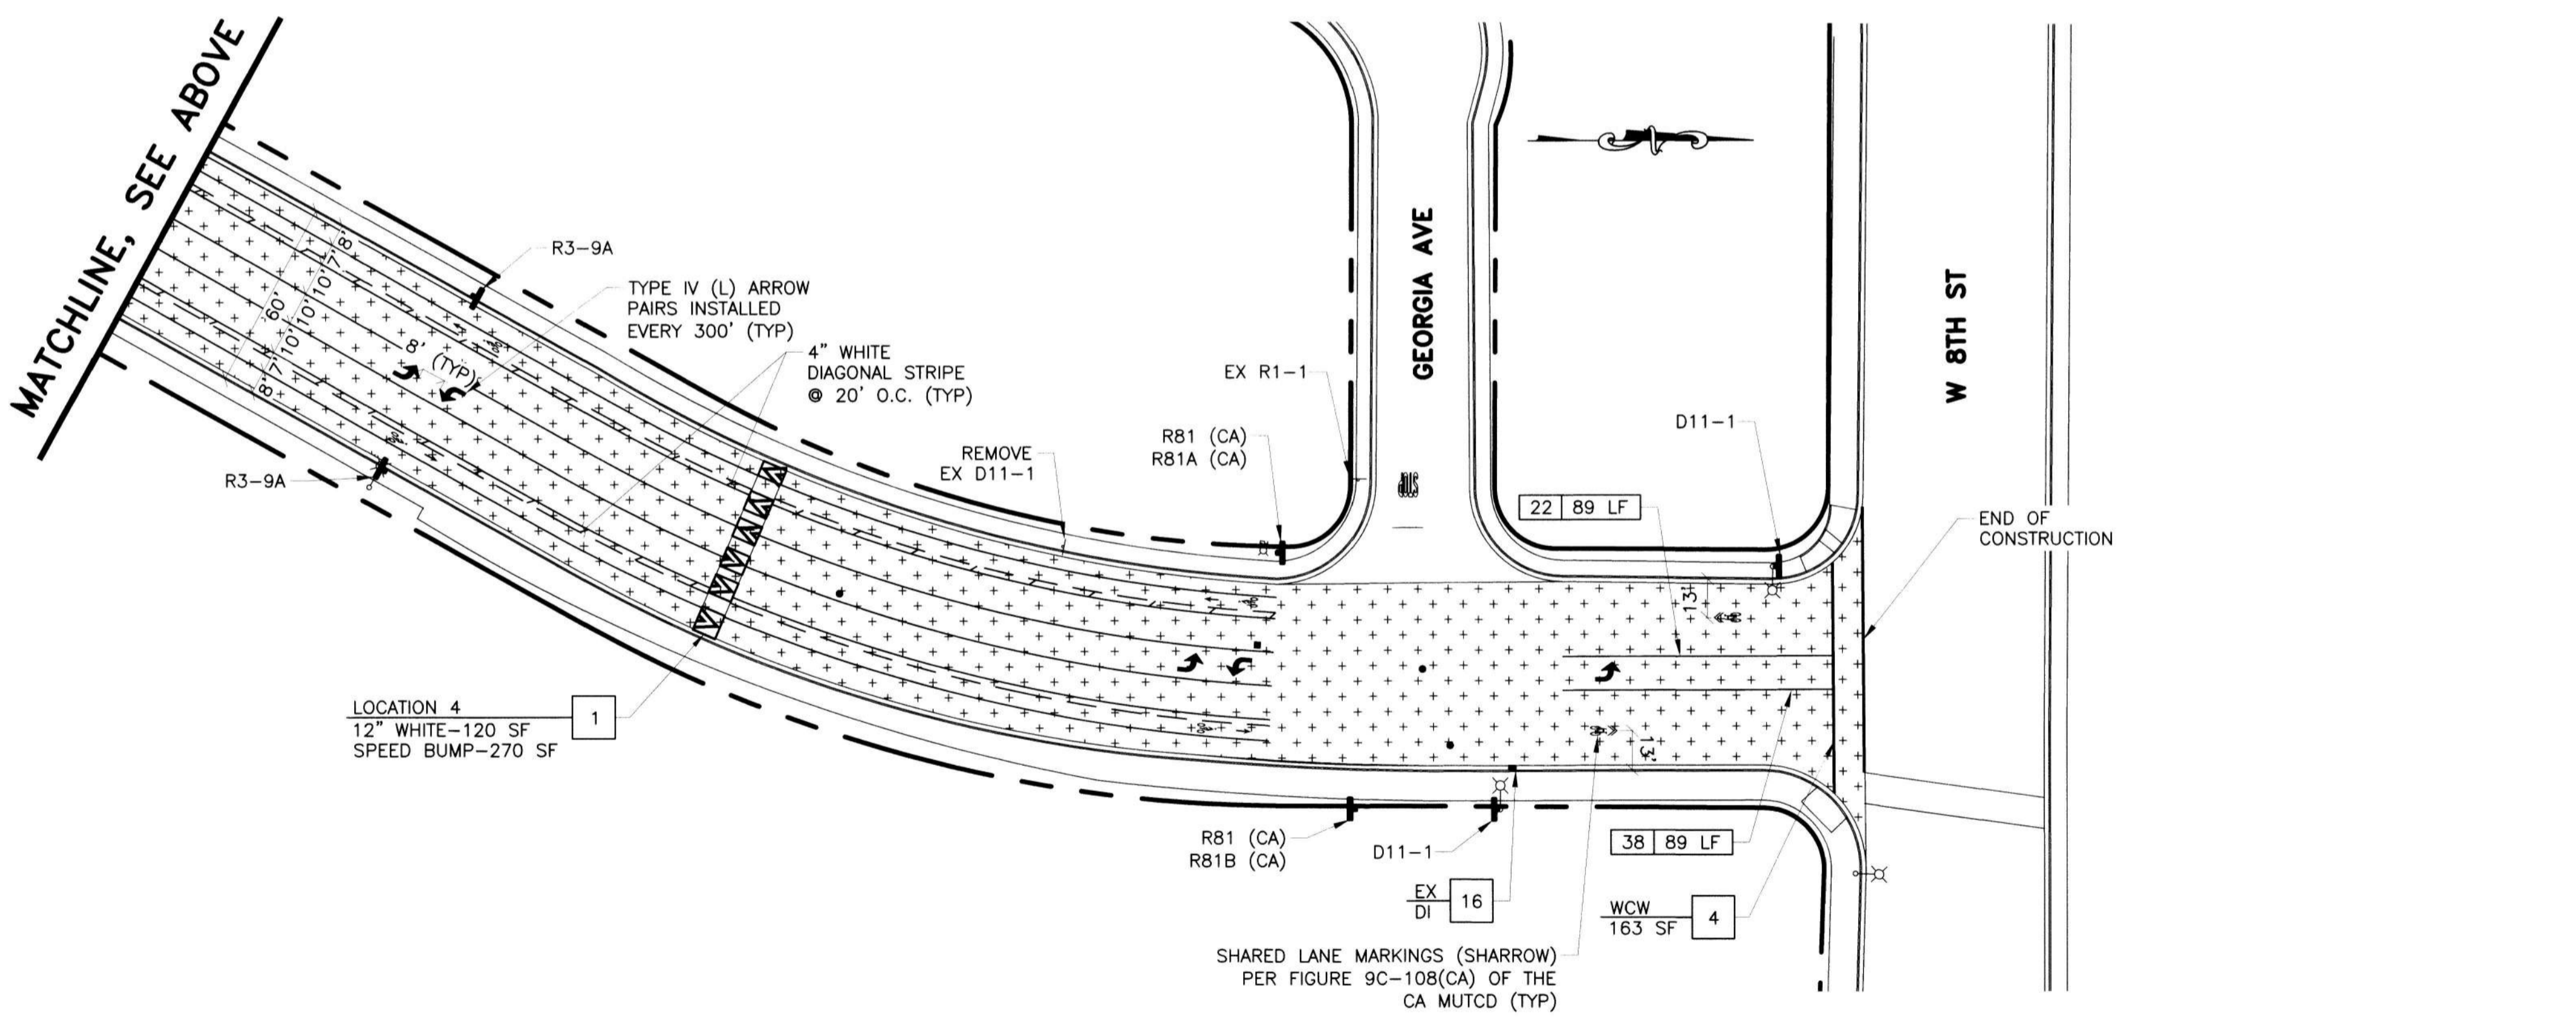 MATCHLINE, SEE ABOVE
R3-9A
TYPE IV (L) ARROW
PAIRS INSTALLED
EVERY 300' (TYP)
4" WHITE
DIAGONAL STRIPE
@ 20' O.C. (TYP)
60'
8' 7' 10' 10' 10' 7' 8'
8' (TYP)
R3-9A
REMOVE
EX D11-1
R81 (CA)
R81A (CA)
EX R1-1
GEORGIA AVE
STOP
W 8TH ST
D11-1
22 89 LF
END OF
CONSTRUCTION
13'
13'
LOCATION 4
12" WHITE-120 SF
SPEED BUMP-270 SF
1
R81 (CA)
R81B (CA)
D11-1
38 89 LF
EX
DI
16
WCW
163 SF
4
SHARED LANE MARKINGS (SHARROW)
PER FIGURE 9C-108(CA) OF THE
CA MUTCD (TYP)